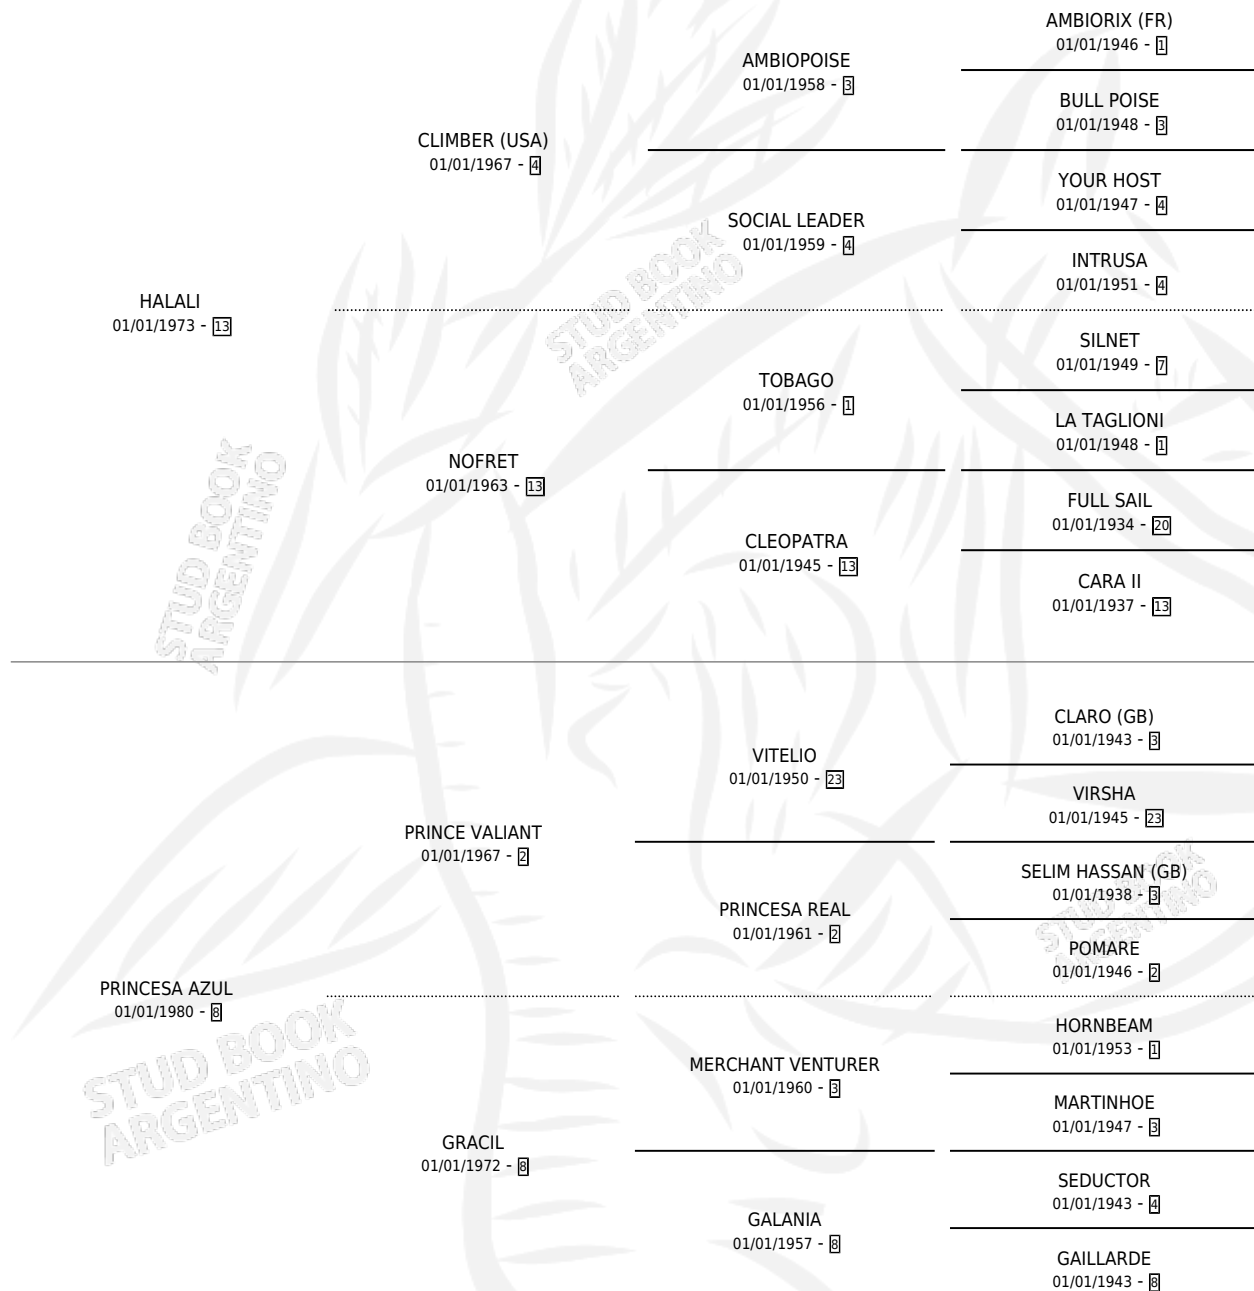 AMBIORIX (FR)
01/01/1946 - 1
AMBIOPOISE
01/01/1958 - 3
BULL POISE
01/01/1948 - 3
CLIMBER (USA)
01/01/1967 - 4
YOUR HOST
01/01/1947 - 4
SOCIAL LEADER
01/01/1959 - 4
INTRUSA
01/01/1951 - 4
HALALI
01/01/1973 - 13
SILNET
01/01/1949 - 7
TOBAGO
01/01/1956 - 1
LA TAGLIONI
01/01/1948 - 1
NOFRET
01/01/1963 - 13
FULL SAIL
01/01/1934 - 20
CLEOPATRA
01/01/1945 - 13
CARA II
01/01/1937 - 13
STUD BOOK
ARGENTINO
STUD BOOK
ARGENTINO
CLARO (GB)
01/01/1943 - 3
VITELIO
01/01/1950 - 23
VIRSHA
01/01/1945 - 23
PRINCE VALIANT
01/01/1967 - 2
SELIM HASSAN (GB)
01/01/1938 - 3
PRINCESA REAL
01/01/1961 - 2
POMARE
01/01/1946 - 2
PRINCESA AZUL
01/01/1980 - 8
HORNBEAM
01/01/1953 - 1
MERCHANT VENTURER
01/01/1960 - 3
MARTINHOE
01/01/1947 - 3
GRACIL
01/01/1972 - 8
SEDUCTOR
01/01/1943 - 4
GALANIA
01/01/1957 - 8
GAILLARDE
01/01/1943 - 8
STUD BOOK
ARGENTINO
STUD BOOK
ARGENTINO